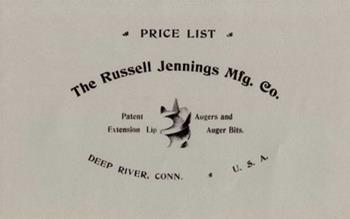 PRICE LIST
The Russell Jennings Mfg. Co.
Patent Augers and
Extension Lip Auger Bits.
DEEP RIVER, CONN. U. S. A.